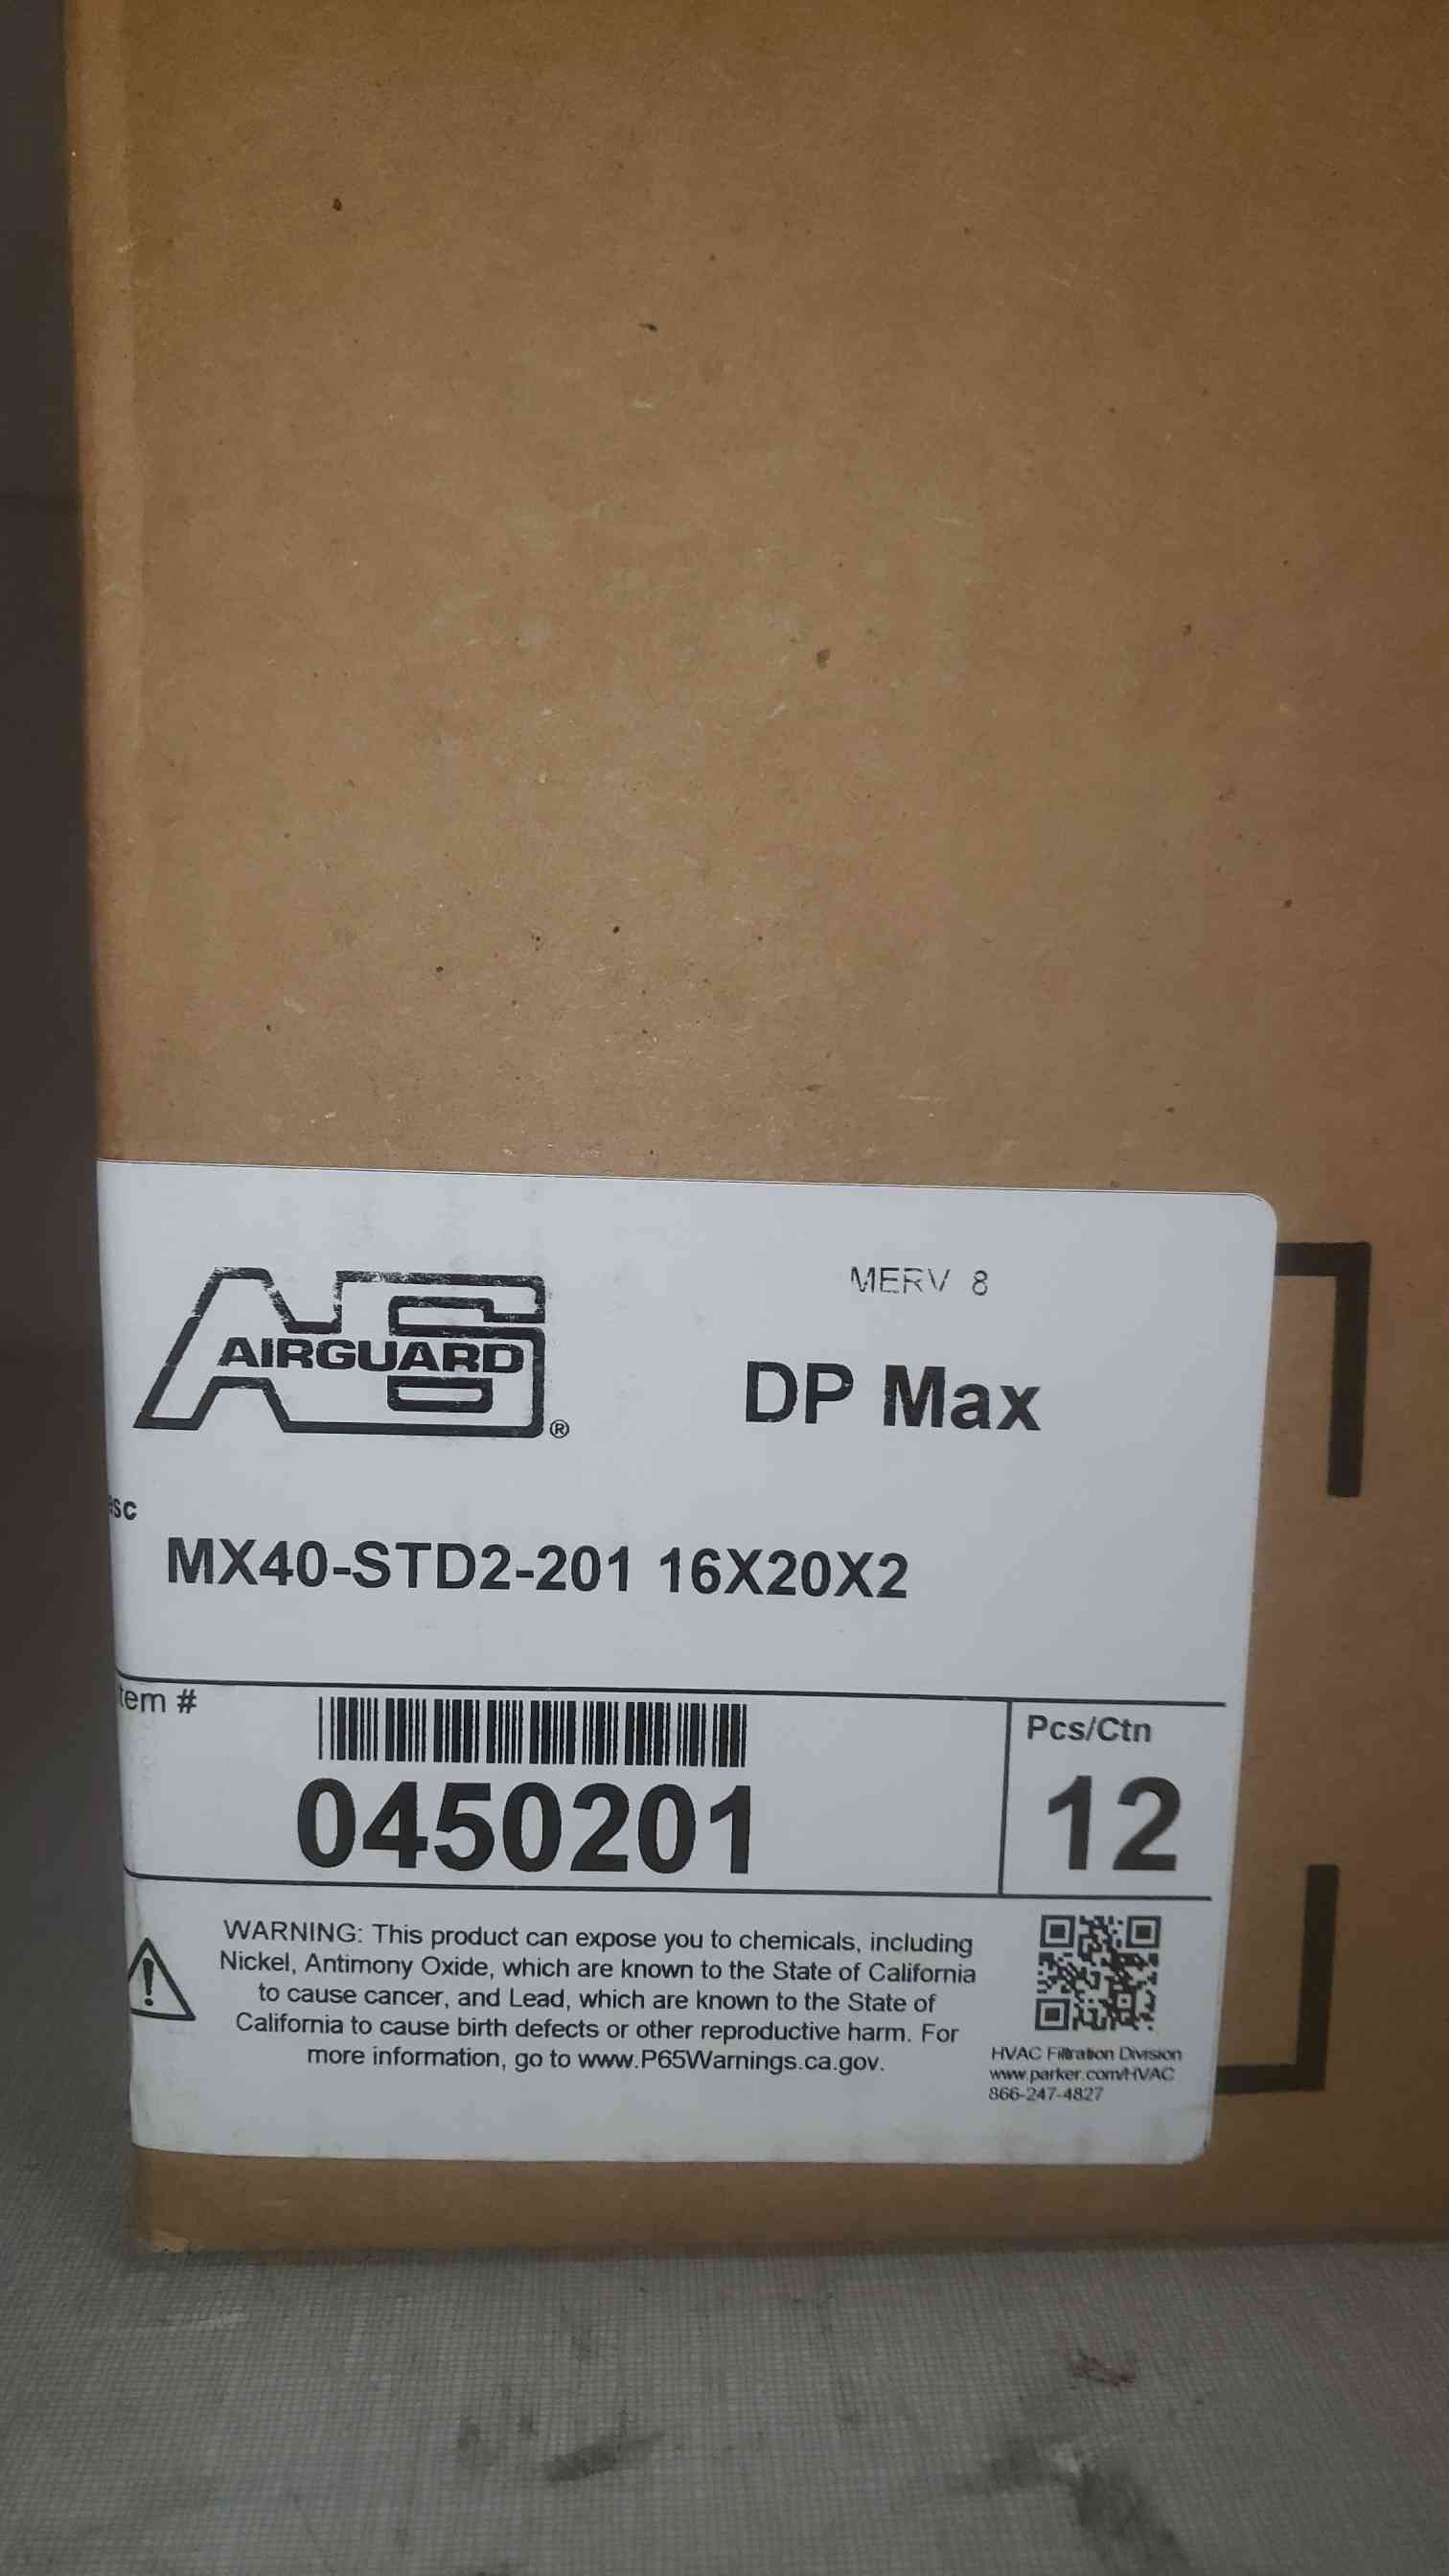 MERV 8
AIRGUARD
®
DP Max
esc
MX40-STD2-201 16X20X2
tem #
Pcs/Ctn
0450201
12
WARNING: This product can expose you to chemicals, including
Nickel, Antimony Oxide, which are known to the State of California
to cause cancer, and Lead, which are known to the State of
California to cause birth defects or other reproductive harm. For
more information, go to www.P65Warnings.ca.gov.
HVAC Filtration Division
www.parker.com/HVAC
866-247-4827